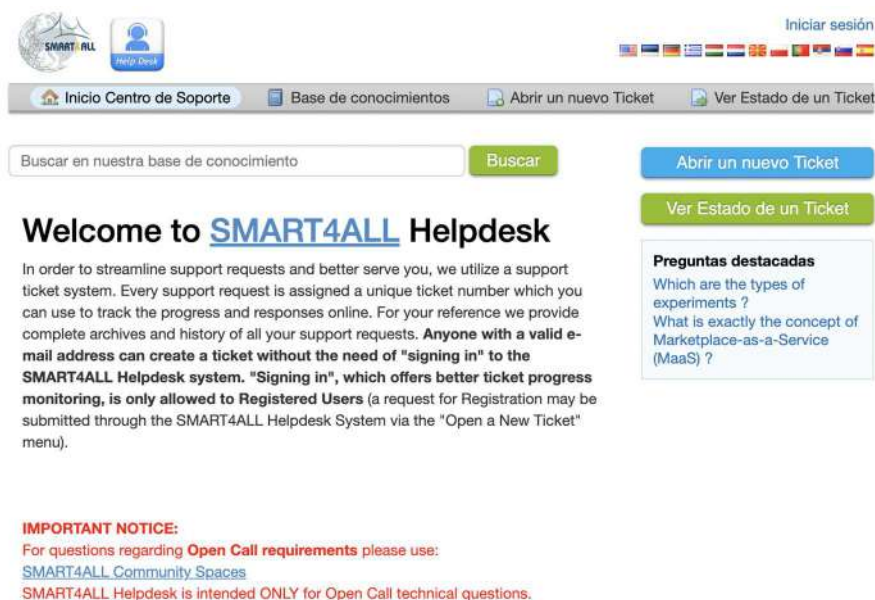 SMART4ALL
Help Desk
Iniciar sesión
Inicio Centro de Soporte
Base de conocimientos
Abrir un nuevo Ticket
Ver Estado de un Ticket
Buscar en nuestra base de conocimiento
Buscar
Abrir un nuevo Ticket
Ver Estado de un Ticket
Welcome to SMART4ALL Helpdesk
In order to streamline support requests and better serve you, we utilize a support
ticket system. Every support request is assigned a unique ticket number which you
can use to track the progress and responses online. For your reference we provide
complete archives and history of all your support requests. Anyone with a valid e-
mail address can create a ticket without the need of "signing in" to the
SMART4ALL Helpdesk system. "Signing in", which offers better ticket progress
monitoring, is only allowed to Registered Users (a request for Registration may be
submitted through the SMART4ALL Helpdesk System via the "Open a New Ticket"
menu).
Preguntas destacadas
Which are the types of
experiments ?
What is exactly the concept of
Marketplace-as-a-Service
(MaaS) ?
IMPORTANT NOTICE:
For questions regarding Open Call requirements please use:
SMART4ALL Community Spaces
SMART4ALL Helpdesk is intended ONLY for Open Call technical questions.